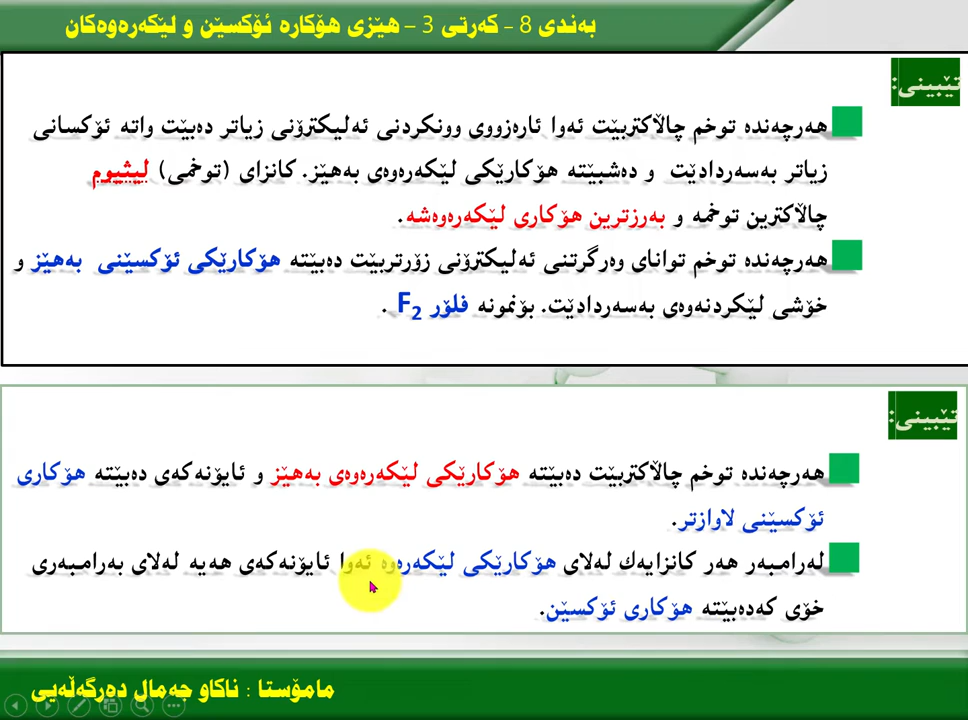 بەندی 8 - کەرتی 3 - هێزی هۆکارە ئۆکسێن و لێکەرەوەکان
تێبینی:
هەرچەندە توخم چاڵاکتربێت ئەوا ئارەزووی وونکردنی ئەلیکترۆنی زیاتر دەبێت واتە ئۆکسانی
زیاتر بەسەردادێت و دەشبێتە هۆکارێکی لێکەرەوەی بەهێز. کانزای (توخمی) لیثیوم
چاڵاکترین توخمە و بەرزترین هۆکاری لێکەرەوەشە.
هەرچەندە توخم توانای وەرگرتنی ئەلیکترۆنی زۆرتربێت دەبێتە هۆکارێکی ئۆکسێنی بەهێز و
خۆشی لێکردنەوەی بەسەردادێت. بۆنمونە فلۆر F₂ .
تێبینی:
هەرچەندە توخم چاڵاکتربێت دەبێتە هۆکارێکی لێکەرەوەی بەهێز و ئایۆنەکەی دەبێتە هۆکاری
ئۆکسێنی لاوازتر.
لەرامبەر هەر کانزایەك لەلای هۆکارێکی لێکەرەوە ئەوا ئایۆنەکەی هەیە لەلای بەرامبەری
خۆی کەدەبێتە هۆکاری ئۆکسێن.
مامۆستا : ناکاو جەمال دەرگەڵەیی